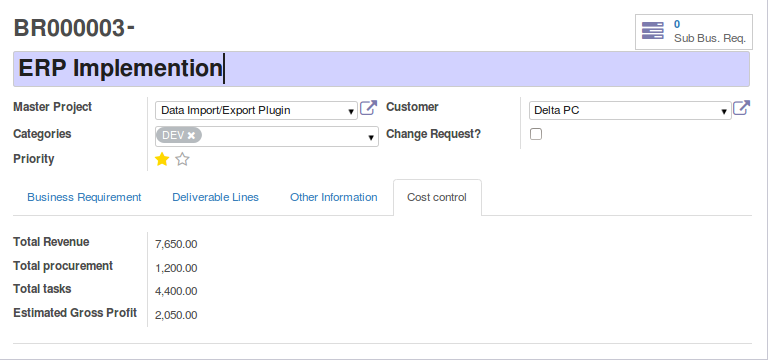 BR000003-
0
Sub Bus. Req.
ERP Implemention
Master Project
Data Import/Export Plugin
Customer
Delta PC
Categories
DEV ✖
Change Request?
Priority
Business Requirement
Deliverable Lines
Other Information
Cost control
Total Revenue
7,650.00
Total procurement
1,200.00
Total tasks
4,400.00
Estimated Gross Profit
2,050.00